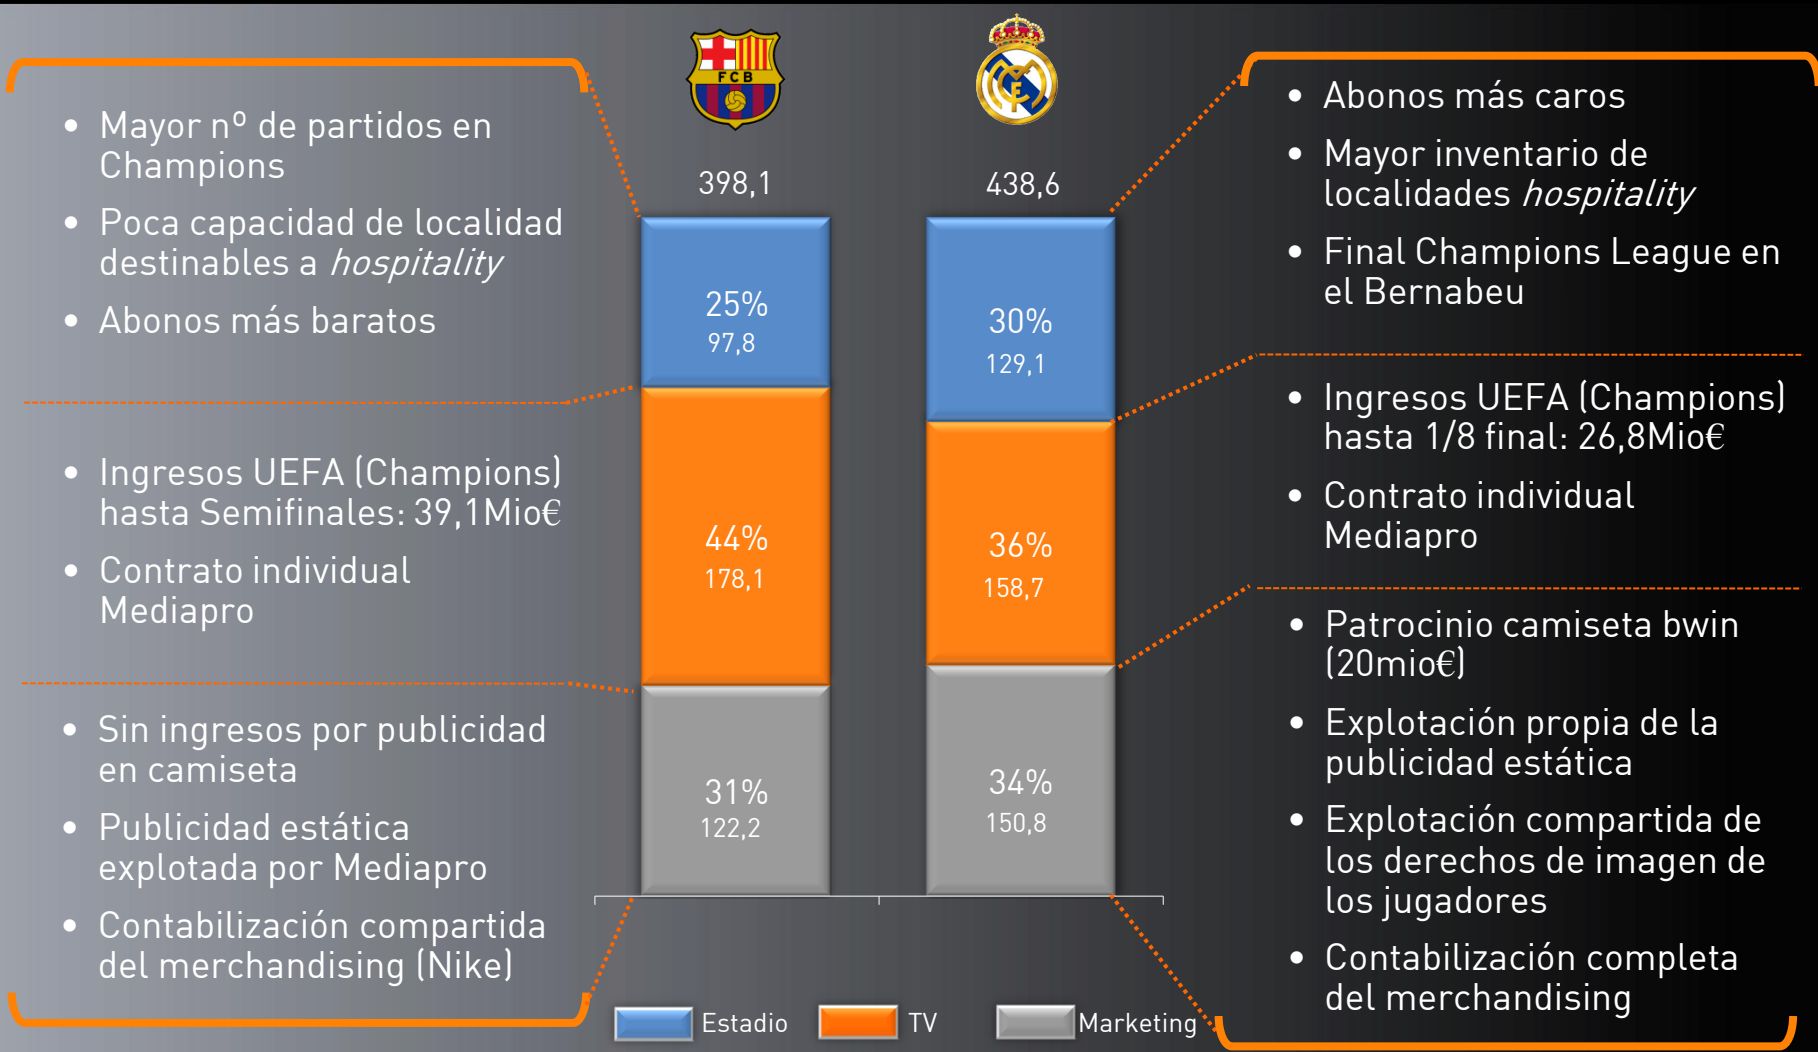 FCB
• Mayor nº de partidos en
Champions
• Poca capacidad de localidad
destinables a hospitality
• Abonos más baratos
• Ingresos UEFA (Champions)
hasta Semifinales: 39,1Mio€
• Contrato individual
Mediapro
• Sin ingresos por publicidad
en camiseta
• Publicidad estática
explotada por Mediapro
• Contabilización compartida
del merchandising (Nike)
398,1
25%
97,8
44%
178,1
31%
122,2
438,6
30%
129,1
36%
158,7
34%
150,8
• Abonos más caros
• Mayor inventario de
localidades hospitality
• Final Champions League en
el Bernabeu
• Ingresos UEFA (Champions)
hasta 1/8 final: 26,8Mio€
• Contrato individual
Mediapro
• Patrocinio camiseta bwin
(20mio€)
• Explotación propia de la
publicidad estática
• Explotación compartida de
los derechos de imagen de
los jugadores
• Contabilización completa
del merchandising
Estadio
TV
Marketing